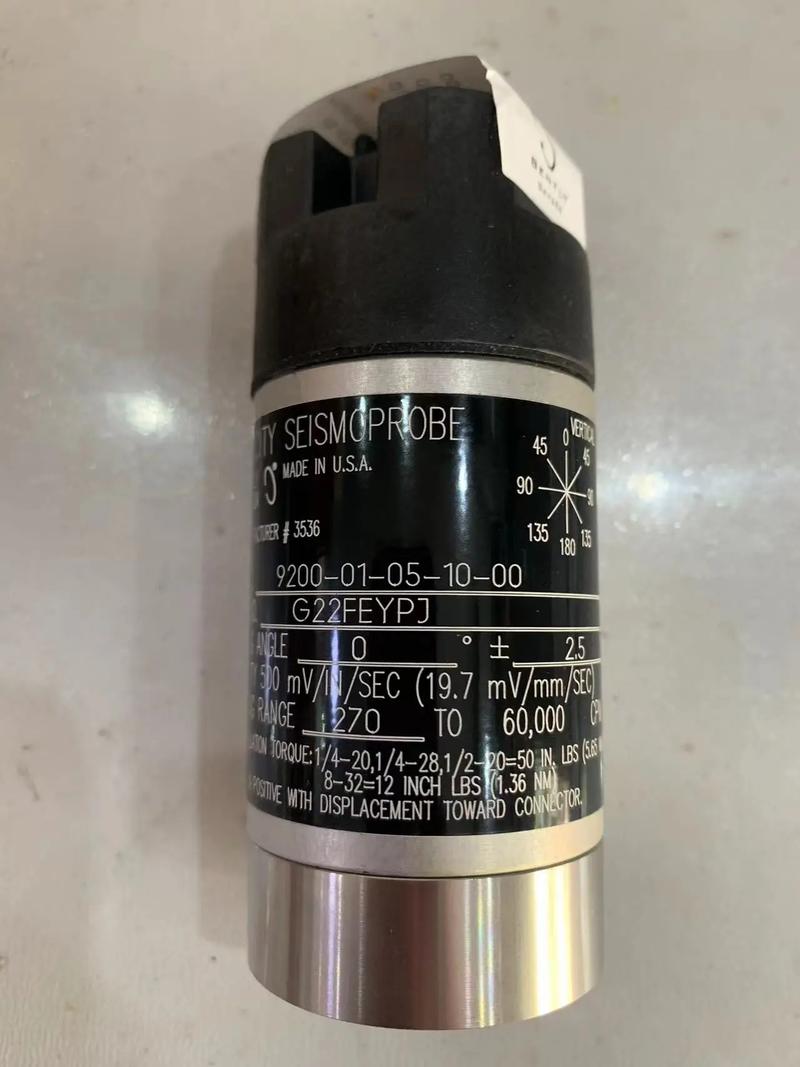 BENTLY
SEISMOPROBE
MADE IN U.S.A.
# 3536
VERTICAL
0
45 45
90 90
135 135
180
9200-01-05-10-00
G22FEYPJ
ANGLE 0 ° ± 2.5
500 mV/IN/SEC (19.7 mV/mm/SEC)
RANGE 270 TO 60,000
TORQUE:1/4-20,1/4-28,1/2-20=50 IN. LBS
8-32=12 INCH LBS (1.36 NM)
POSITIVE WITH DISPLACEMENT TOWARD CONNECTOR.